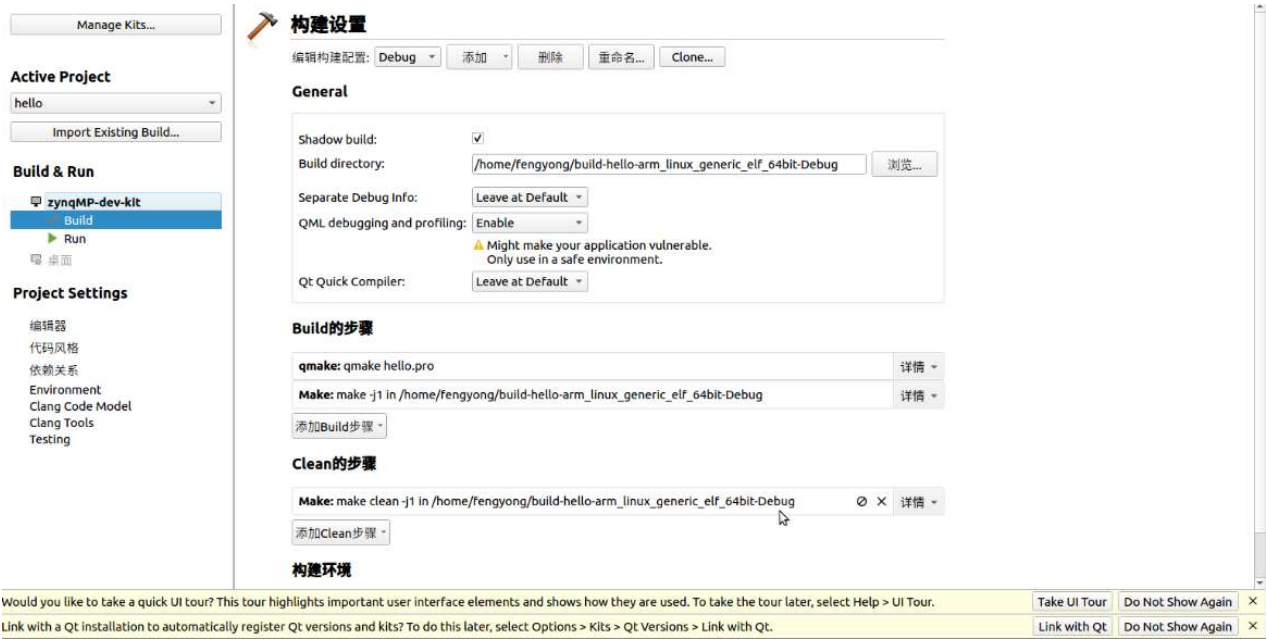 Manage Kits...
Active Project
hello
Import Existing Build...
Build & Run
zynqMP-dev-kit
Build
Run
桌面
Project Settings
编辑器
代码风格
依赖关系
Environment
Clang Code Model
Clang Tools
Testing
构建设置
编辑构建配置: Debug 添加 删除 重命名... Clone...
General
Shadow build:
Build directory: /home/fengyong/build-hello-arm_linux_generic_elf_64bit-Debug 浏览...
Separate Debug Info: Leave at Default
QML debugging and profiling: Enable
Might make your application vulnerable.
Only use in a safe environment.
Qt Quick Compiler: Leave at Default
Build的步骤
qmake: qmake hello.pro 详情
Make: make -j1 in /home/fengyong/build-hello-arm_linux_generic_elf_64bit-Debug 详情
添加Build步骤
Clean的步骤
Make: make clean -j1 in /home/fengyong/build-hello-arm_linux_generic_elf_64bit-Debug 详情
添加Clean步骤
构建环境
Would you like to take a quick UI tour? This tour highlights important user interface elements and shows how they are used. To take the tour later, select Help > UI Tour. Take UI Tour Do Not Show Again
Link with a Qt installation to automatically register Qt versions and kits? To do this later, select Options > Kits > Qt Versions > Link with Qt. Link with Qt Do Not Show Again